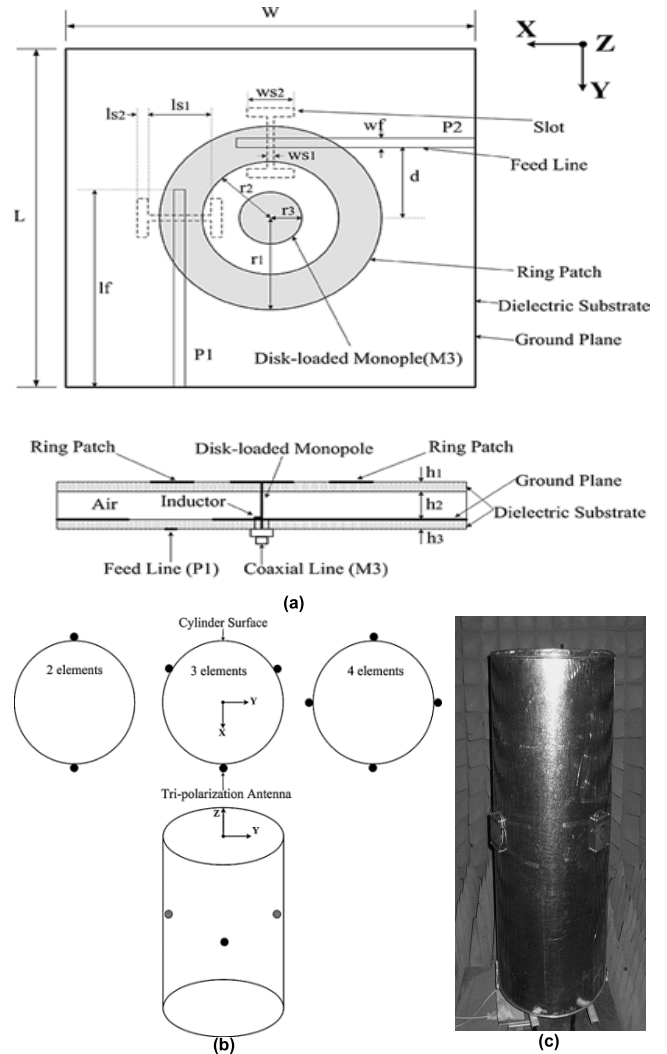 W
X
Z
Y
ls2
ls1
ws2
wf
P2
Slot
ws1
Feed Line
d
r2
r3
L
r1
lf
Ring Patch
Dielectric Substrate
P1
Ground Plane
Disk-loaded Monople(M3)
Ring Patch
Disk-loaded Monopole
Ring Patch
h1
Ground Plane
Air
Inductor
h2
Dielectric Substrate
h3
Feed Line (P1)
Coaxial Line (M3)
(a)
Cylinder Surface
2 elements
3 elements
4 elements
Y
X
Tri-polarization Antenna
Z
Y
(b)
(c)